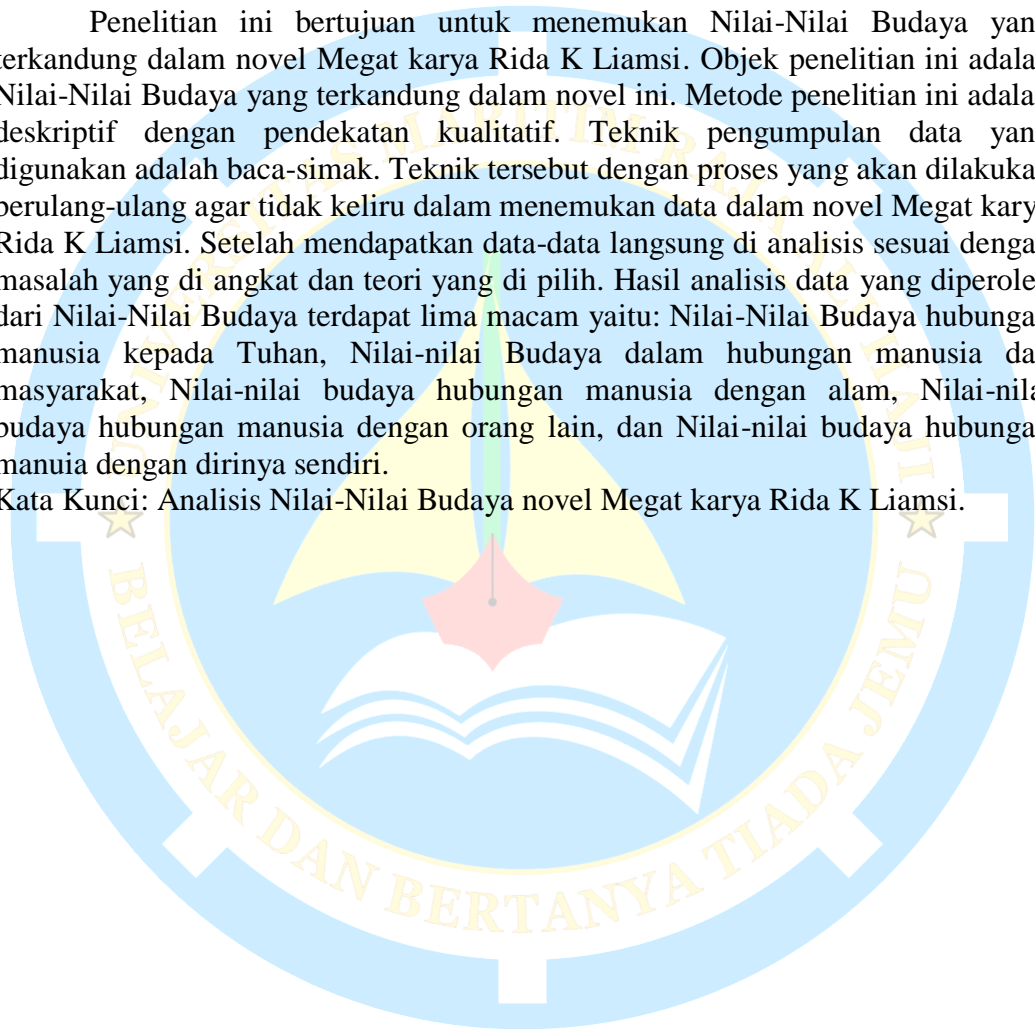 Penelitian ini bertujuan untuk menemukan Nilai-Nilai Budaya yan
terkandung dalam novel Megat karya Rida K Liamsi. Objek penelitian ini adala
Nilai-Nilai Budaya yang terkandung dalam novel ini. Metode penelitian ini adala
deskriptif dengan pendekatan kualitatif. Teknik pengumpulan data yan
digunakan adalah baca-simak. Teknik tersebut dengan proses yang akan dilakuka
berulang-ulang agar tidak keliru dalam menemukan data dalam novel Megat kary
Rida K Liamsi. Setelah mendapatkan data-data langsung di analisis sesuai denga
masalah yang di angkat dan teori yang di pilih. Hasil analisis data yang diperole
dari Nilai-Nilai Budaya terdapat lima macam yaitu: Nilai-Nilai Budaya hubunga
manusia kepada Tuhan, Nilai-nilai Budaya dalam hubungan manusia da
masyarakat, Nilai-nilai budaya hubungan manusia dengan alam, Nilai-nila
budaya hubungan manusia dengan orang lain, dan Nilai-nilai budaya hubunga
manuia dengan dirinya sendiri.
Kata Kunci: Analisis Nilai-Nilai Budaya novel Megat karya Rida K Liamsi.
UNIVERSITAS MARITIM RAJA ALI HAJI
BELAJAR DAN BERTANYA TIADA JEMU